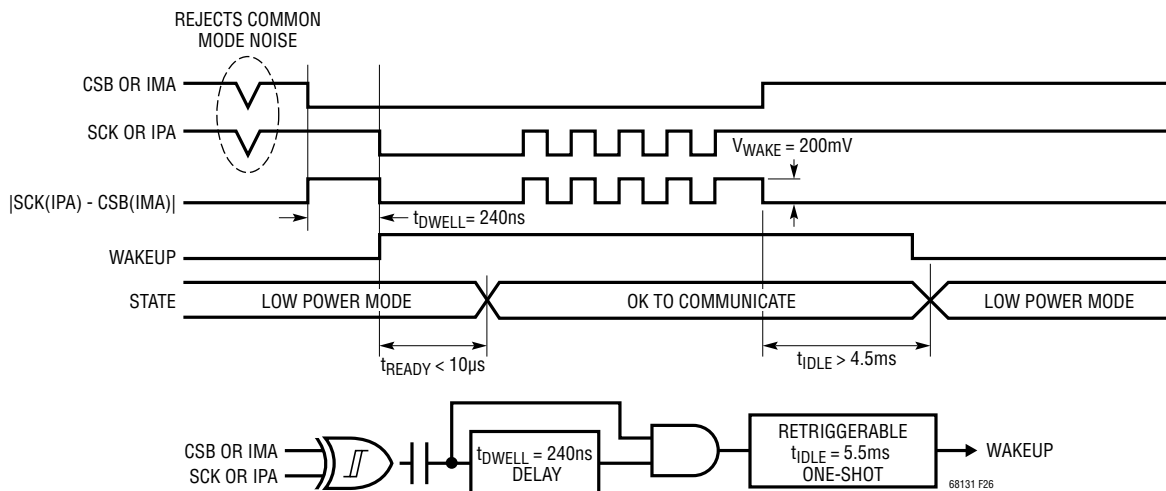 REJECTS COMMON
MODE NOISE
CSB OR IMA
SCK OR IPA
VWAKE = 200mV
|SCK(IPA) - CSB(IMA)|
tDWELL= 240ns
WAKEUP
STATE
LOW POWER MODE
OK TO COMMUNICATE
LOW POWER MODE
tREADY < 10µs
tIDLE > 4.5ms
CSB OR IMA
SCK OR IPA
tDWELL = 240ns
DELAY
RETRIGGERABLE
tIDLE = 5.5ms
ONE-SHOT
WAKEUP
68131 F26